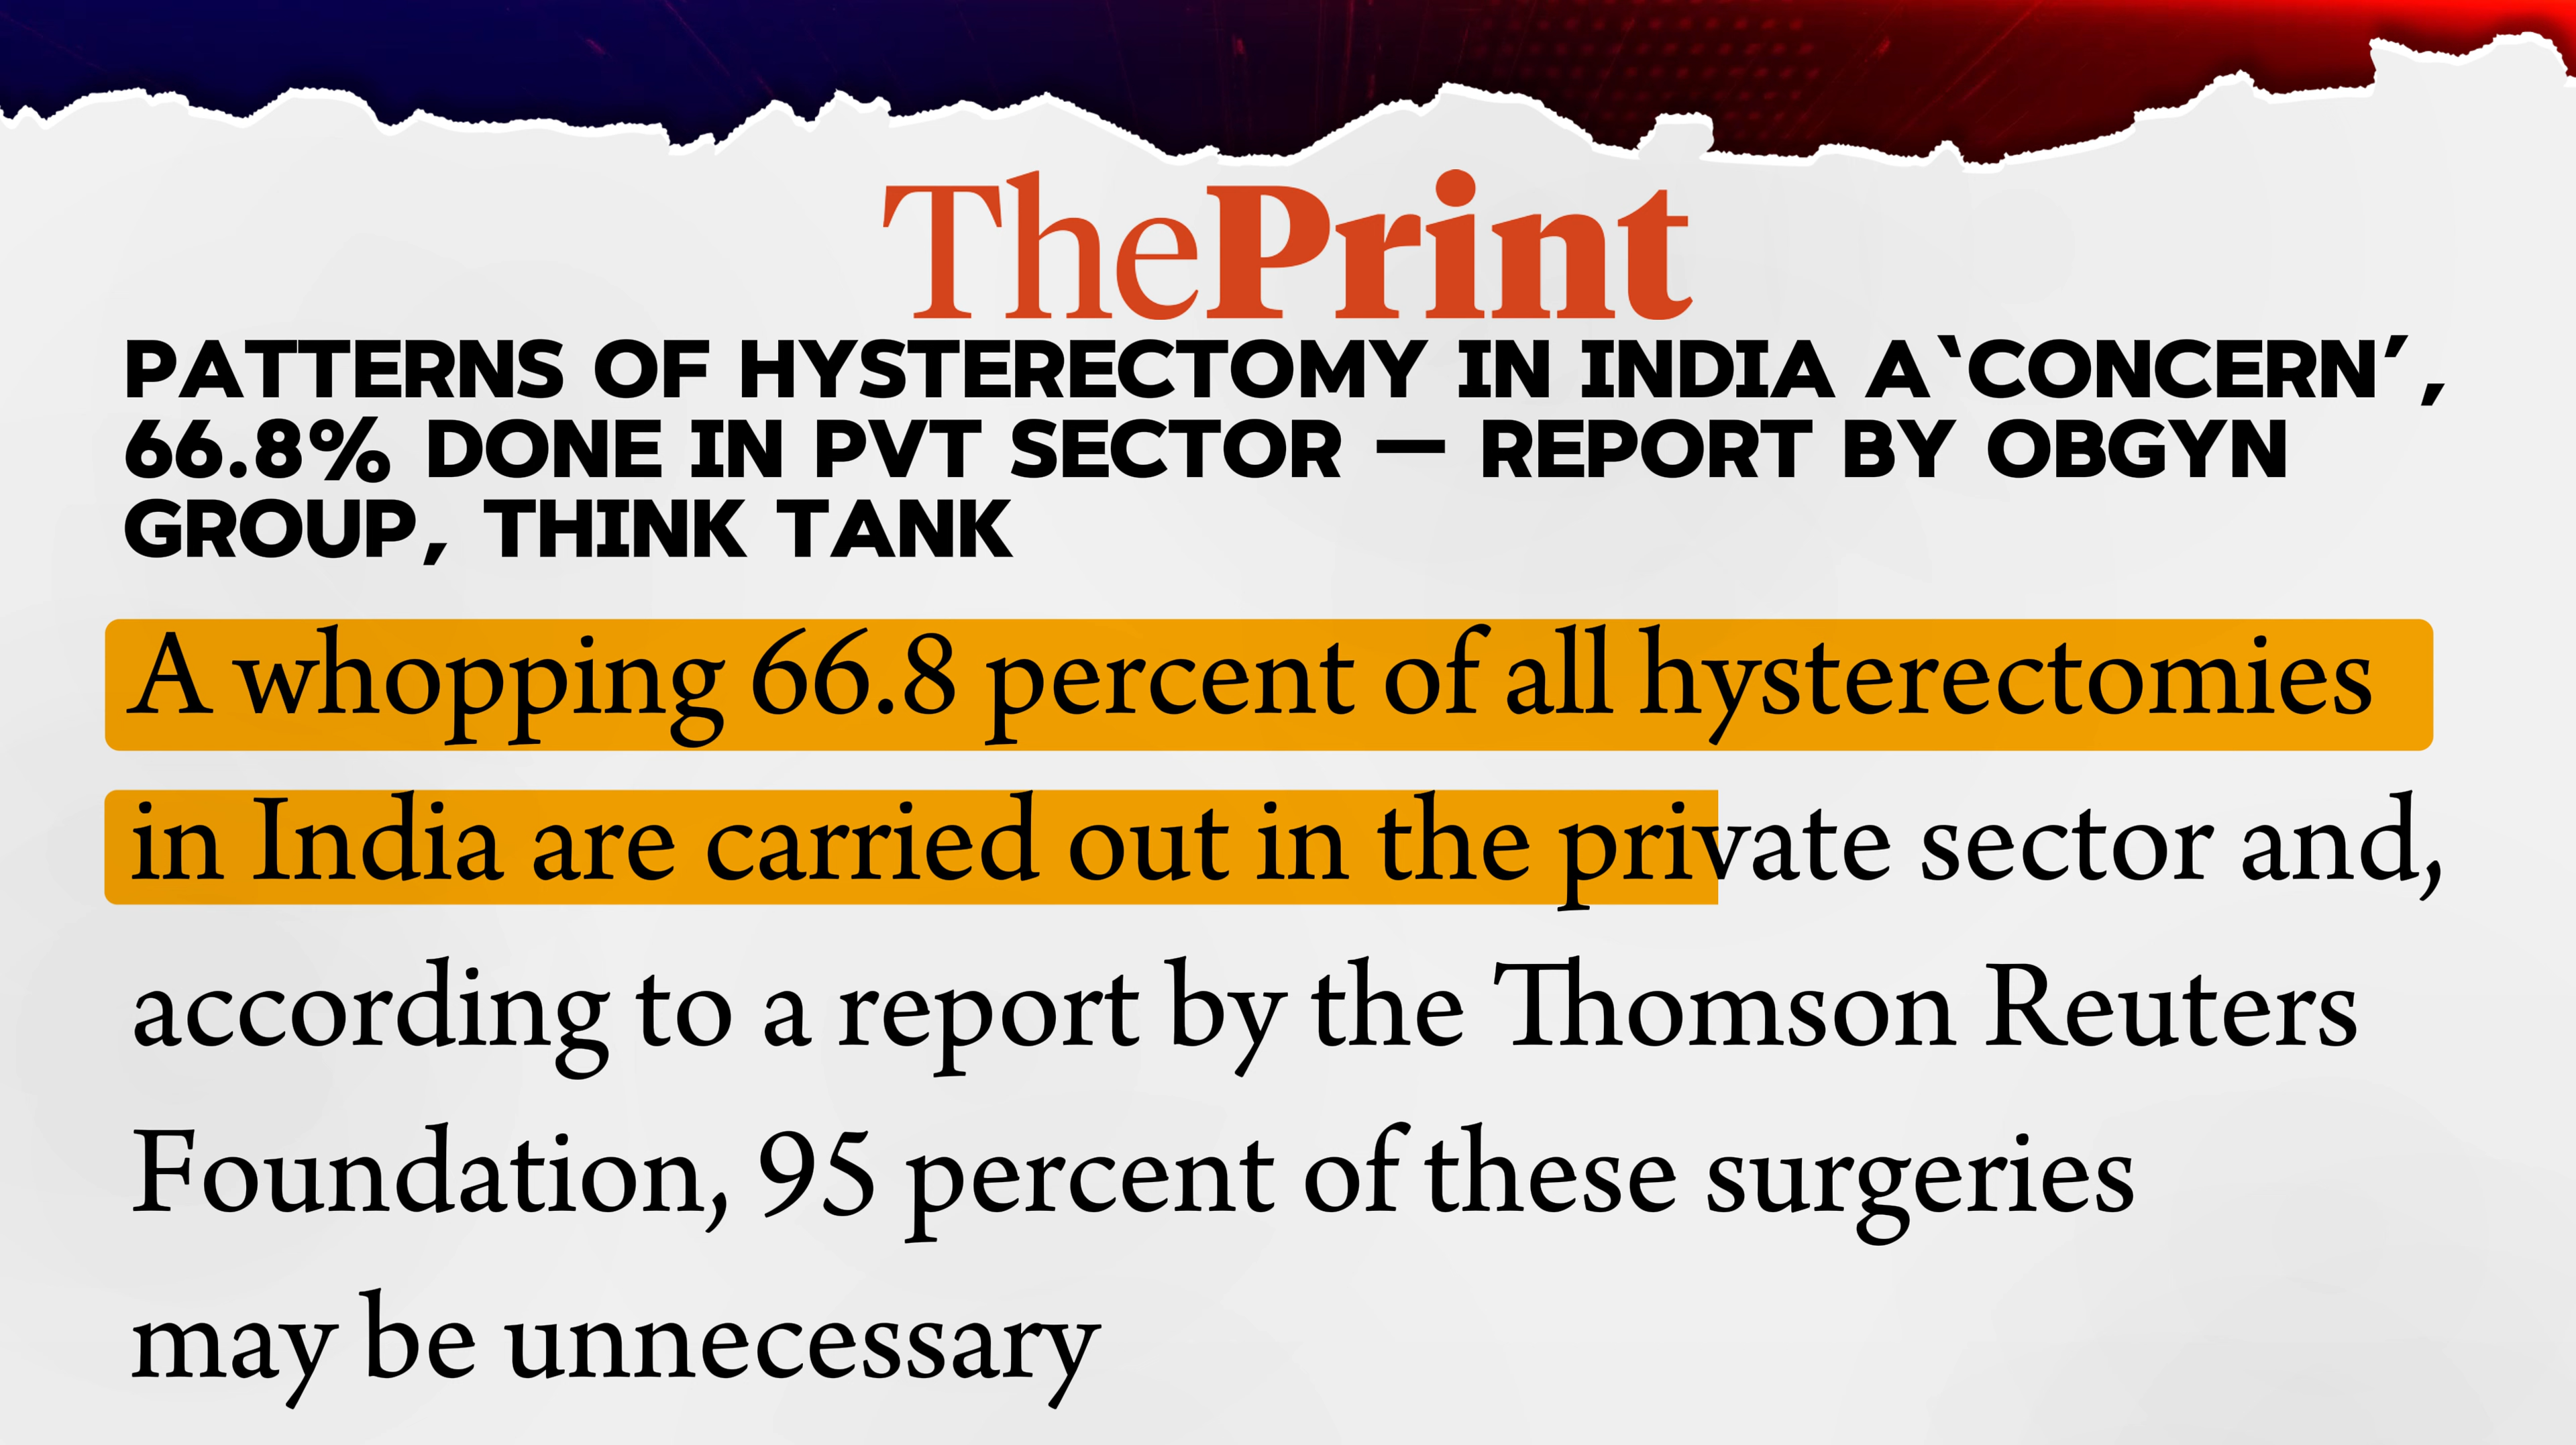 ThePrint
PATTERNS OF HYSTERECTOMY IN INDIA A‘CONCERN’,
66.8% DONE IN PVT SECTOR — REPORT BY OBGYN
GROUP, THINK TANK
A whopping 66.8 percent of all hysterectomies
in India are carried out in the private sector and,
according to a report by the Thomson Reuters
Foundation, 95 percent of these surgeries
may be unnecessary